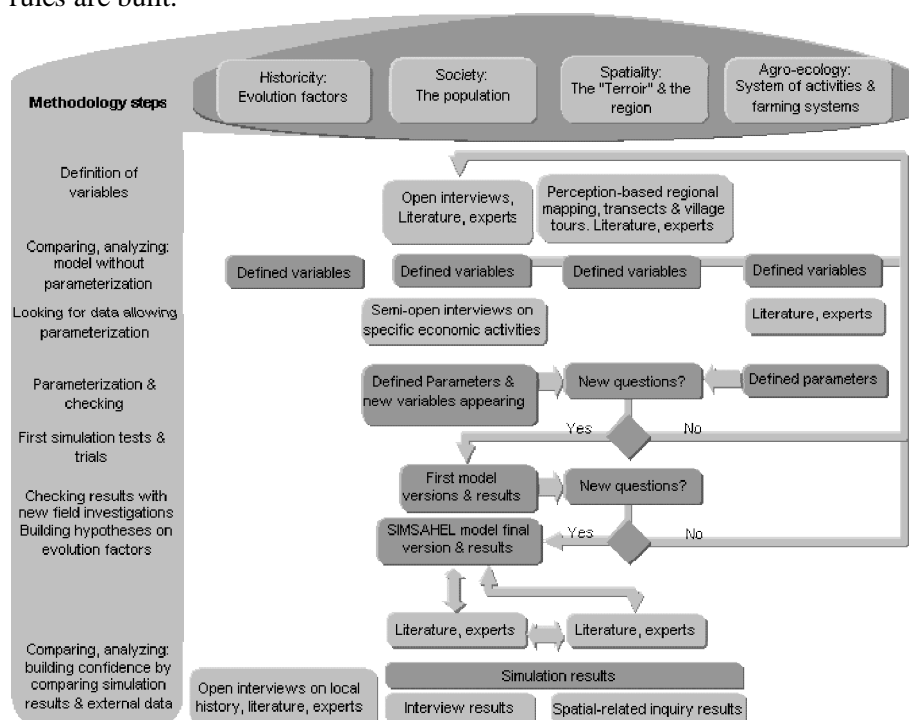 rules are built.
Methodology steps
Historicity:
Evolution factors
Society:
The population
Spatiality:
The "Terroir" & the
region
Agro-ecology:
System of activities &
farming systems
Definition of
variables
Open interviews,
Literature, experts
Perception-based regional
mapping, transects & village
tours. Literature, experts
Comparing, analyzing:
model without
parameterization
Defined variables
Defined variables
Defined variables
Defined variables
Looking for data allowing
parameterization
Semi-open interviews on
specific economic activities
Literature, experts
Parameterization &
checking
Defined Parameters &
new variables appearing
New questions?
Defined parameters
Yes
No
First simulation tests &
trials
First model
versions & results
New questions?
Checking results with
new field investigations
Building hypotheses on
evolution factors
SIMSAHEL model final
version & results
Yes
No
Literature, experts
Literature, experts
Comparing, analyzing:
building confidence by
comparing simulation
results & external data
Open interviews on local
history, literature, experts
Simulation results
Interview results
Spatial-related inquiry results